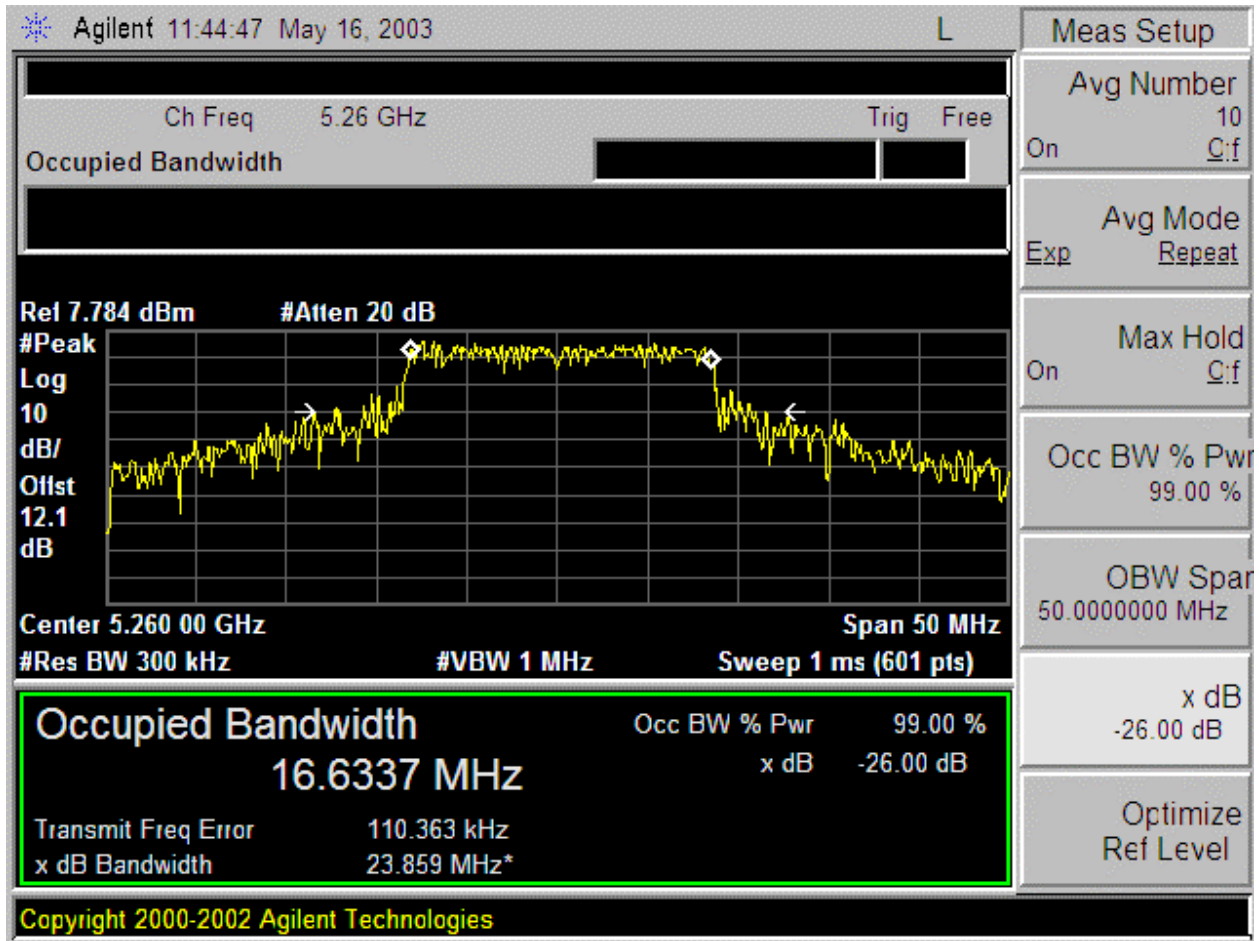 Agilent 11:44:47 May 16, 2003 L
Ch Freq 5.26 GHz Trig Free
Occupied Bandwidth
Ref 7.784 dBm #Atten 20 dB
#Peak
Log
10
dB/
Offst
12.1
dB
Center 5.260 00 GHz Span 50 MHz
#Res BW 300 kHz #VBW 1 MHz Sweep 1 ms (601 pts)
Occupied Bandwidth
16.6337 MHz
Occ BW % Pwr 99.00 %
x dB -26.00 dB
Transmit Freq Error 110.363 kHz
x dB Bandwidth 23.859 MHz*
Copyright 2000-2002 Agilent Technologies
Meas Setup
Avg Number
10
On Off
Avg Mode
Exp Repeat
Max Hold
On Off
Occ BW % Pwr
99.00 %
OBW Span
50.0000000 MHz
x dB
-26.00 dB
Optimize
Ref Level